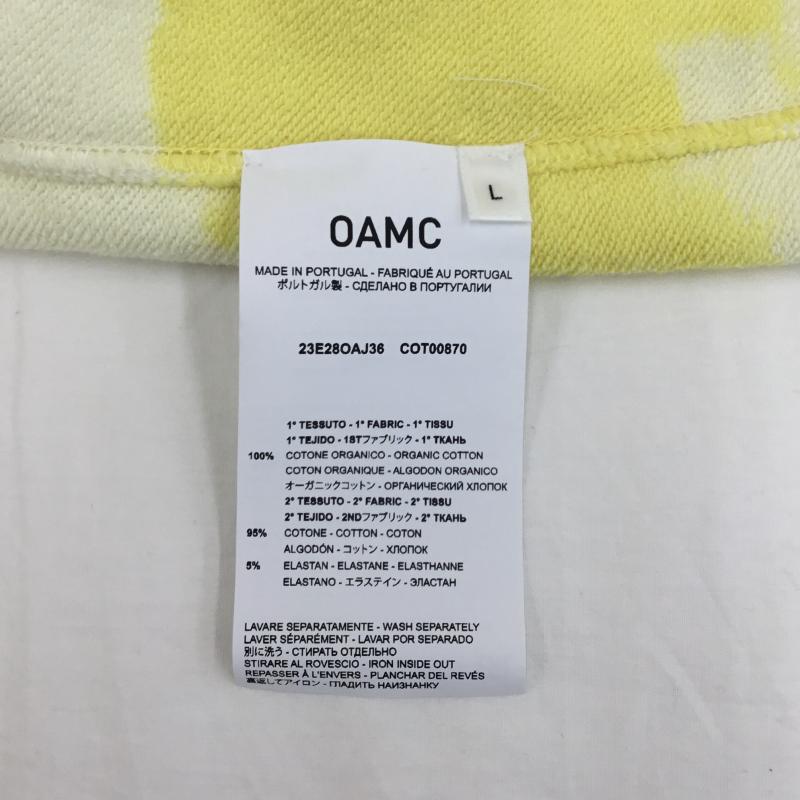 L
OAMC
MADE IN PORTUGAL - FABRIQUÉ AU PORTUGAL
ポルトガル製 - СДЕЛАНО В ПОРТУГАЛИИ
23E28OAJ36 COT00870
1° TESSUTO - 1° FABRIC - 1° TISSU
1° TEJIDO - 1STファブリック - 1° ТКАНЬ
100% COTONE ORGANICO - ORGANIC COTTON
COTON ORGANIQUE - ALGODON ORGANICO
オーガニックコットン - ОРГАНИЧЕСКИЙ ХЛОПОК
2° TESSUTO - 2° FABRIC - 2° TISSU
2° TEJIDO - 2NDファブリック - 2° ТКАНЬ
95% COTONE - COTTON - COTON
ALGODÓN - コットン - ХЛОПОК
5% ELASTAN - ELASTANE - ELASTHANNE
ELASTANO - エラステイン - ЭЛАСТАН
LAVARE SEPARATAMENTE - WASH SEPARATELY
LAVER SÉPARÉMENT - LAVAR POR SEPARADO
別に洗う - СТИРАТЬ ОТДЕЛЬНО
STIRARE AL ROVESCIO - IRON INSIDE OUT
REPASSER À L'ENVERS - PLANCHAR DEL REVÉS
裏返してアイロン - ГЛАДИТЬ НАИЗНАНКУ